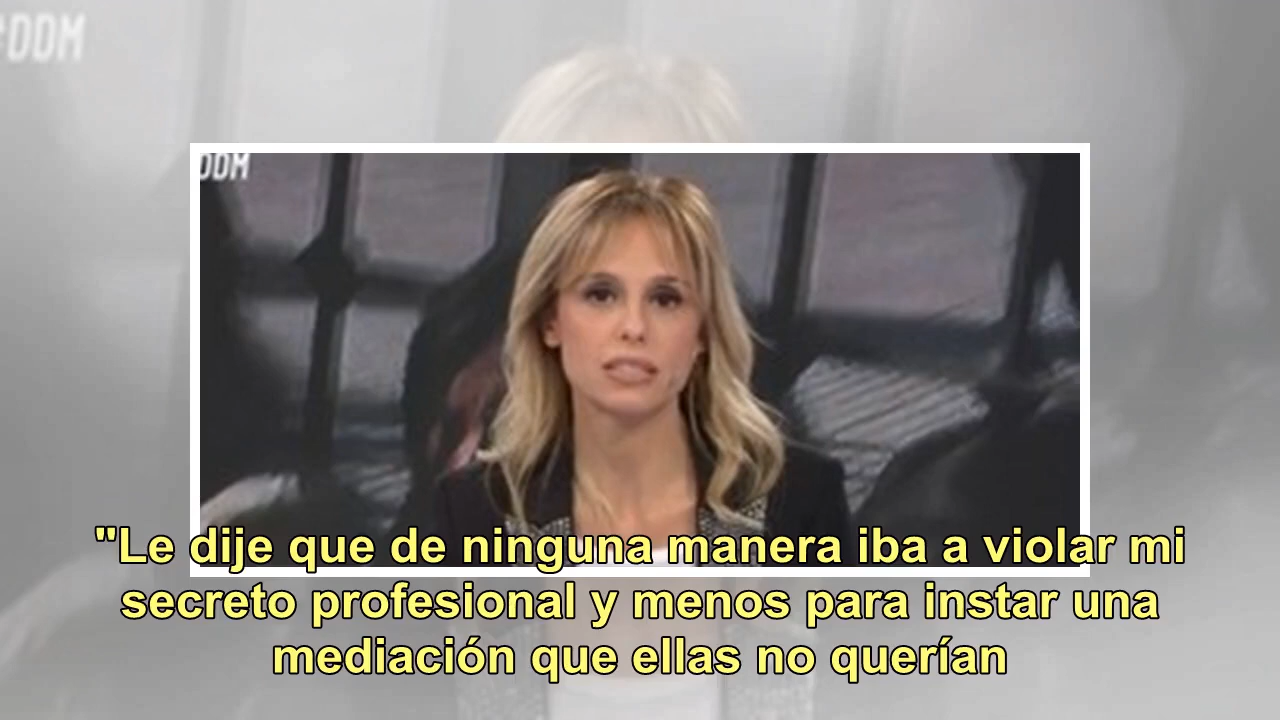 #DDM
DDM
"Le dije que de ninguna manera iba a violar mi
secreto profesional y menos para instar una
mediación que ellas no querían